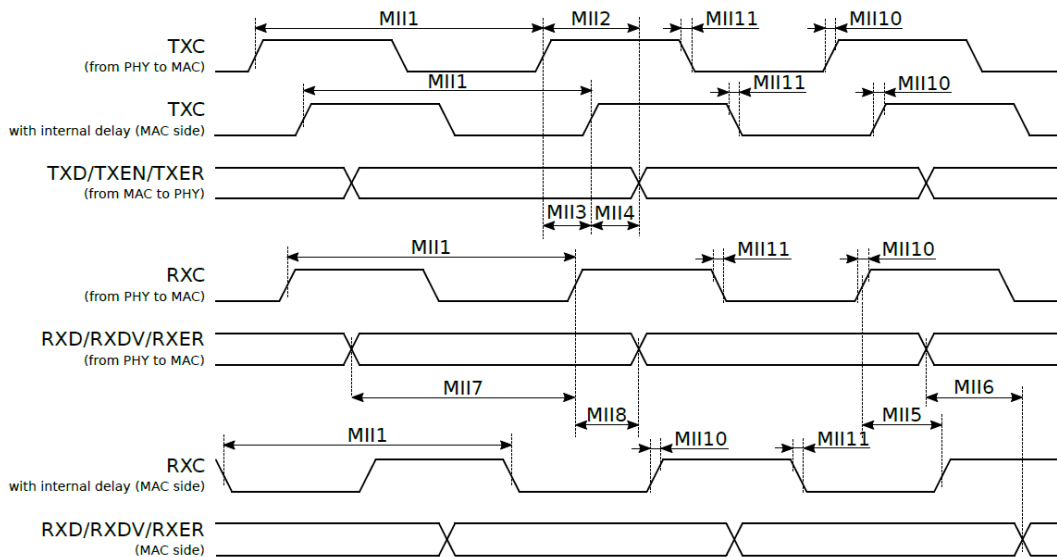 MII1
MII2
MII11
MII10
TXC
(from PHY to MAC)
MII1
MII11
MII10
TXC
with internal delay (MAC side)
TXD/TXEN/TXER
(from MAC to PHY)
MII3
MII4
MII1
MII11
MII10
RXC
(from PHY to MAC)
RXD/RXDV/RXER
(from PHY to MAC)
MII7
MII6
MII8
MII5
MII1
MII10
MII11
RXC
with internal delay (MAC side)
RXD/RXDV/RXER
(MAC side)